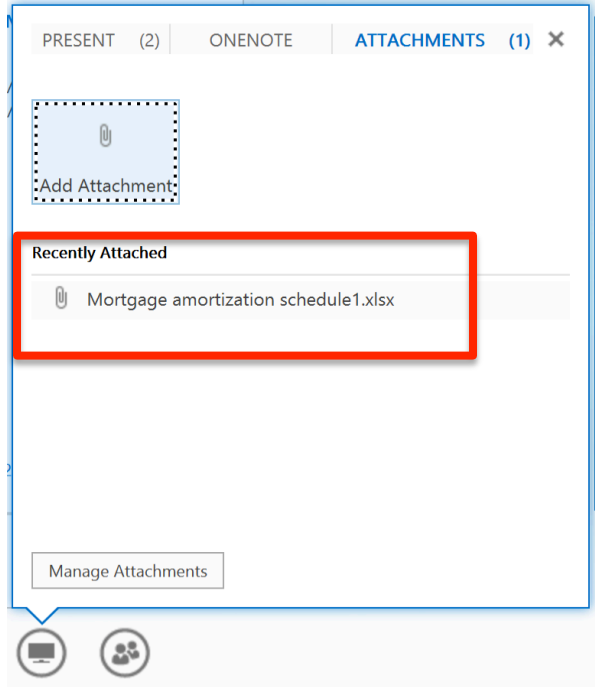 PRESENT (2) ONENOTE ATTACHMENTS (1)
Add Attachment
Recently Attached
Mortgage amortization schedule1.xlsx
Manage Attachments